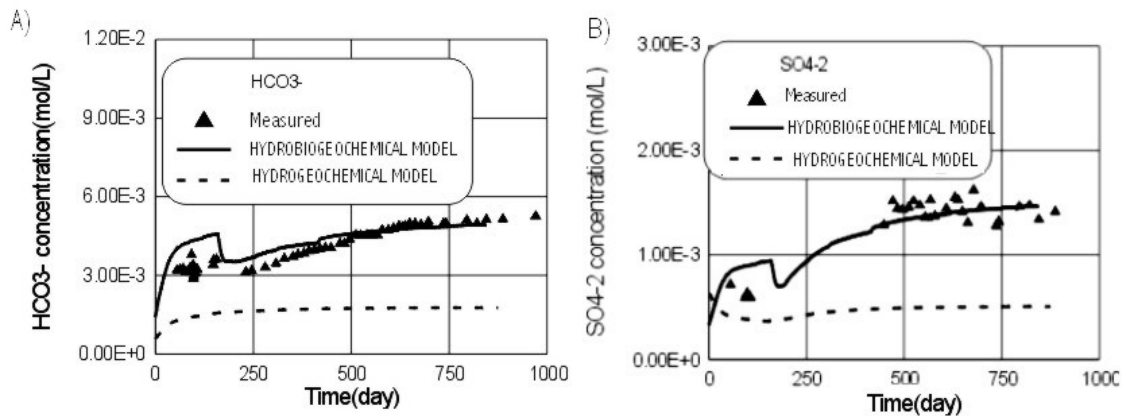 A)
HCO3- concentration(mol/L)
1.20E-2
9.00E-3
6.00E-3
3.00E-3
0.00E+0
HCO3-
Measured
HYDROBIOGEOCHEMICAL MODEL
HYDROGEOCHEMICAL MODEL
0 250 500 750 1000
Time(day)
B)
SO4-2 concentration (mol/L)
3.00E-3
2.00E-3
1.00E-3
0.00E+0
SO4-2
Measured
HYDROBIOGEOCHEMICAL MODEL
HYDROGEOCHEMICAL MODEL
0 250 500 750 1000
Time(day)